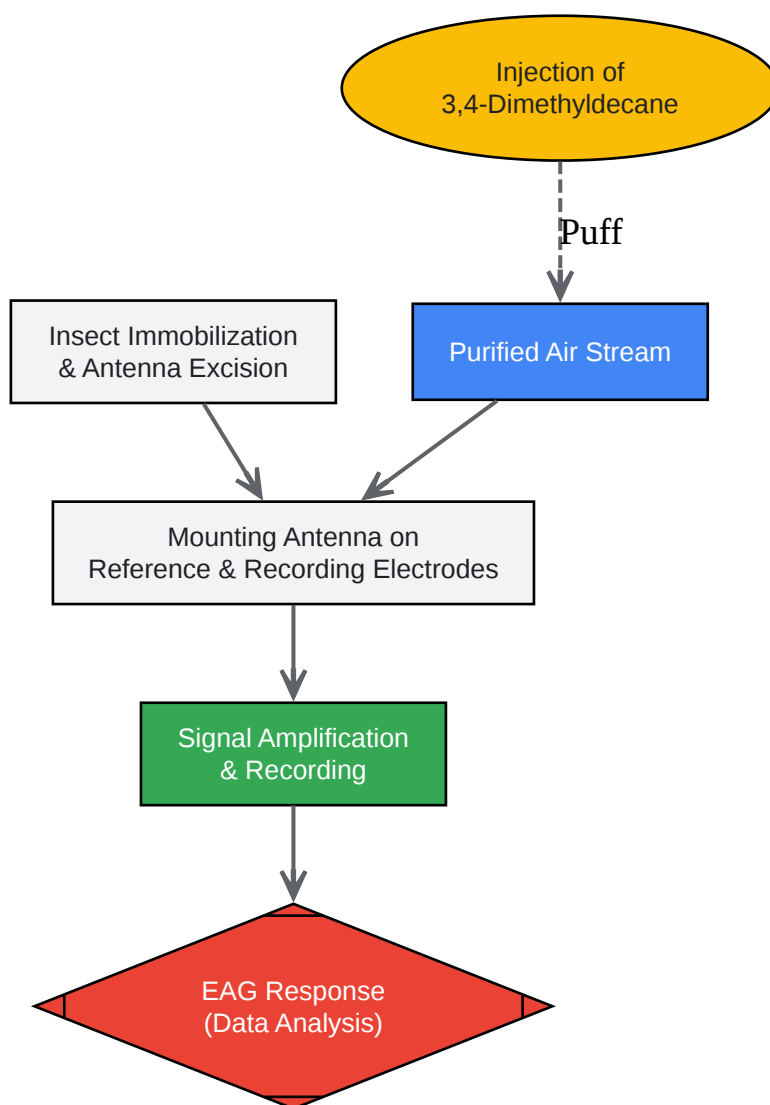 Injection of
3,4-Dimethyldecane
Puff
Insect Immobilization
& Antenna Excision
Purified Air Stream
Mounting Antenna on
Reference & Recording Electrodes
Signal Amplification
& Recording
EAG Response
(Data Analysis)